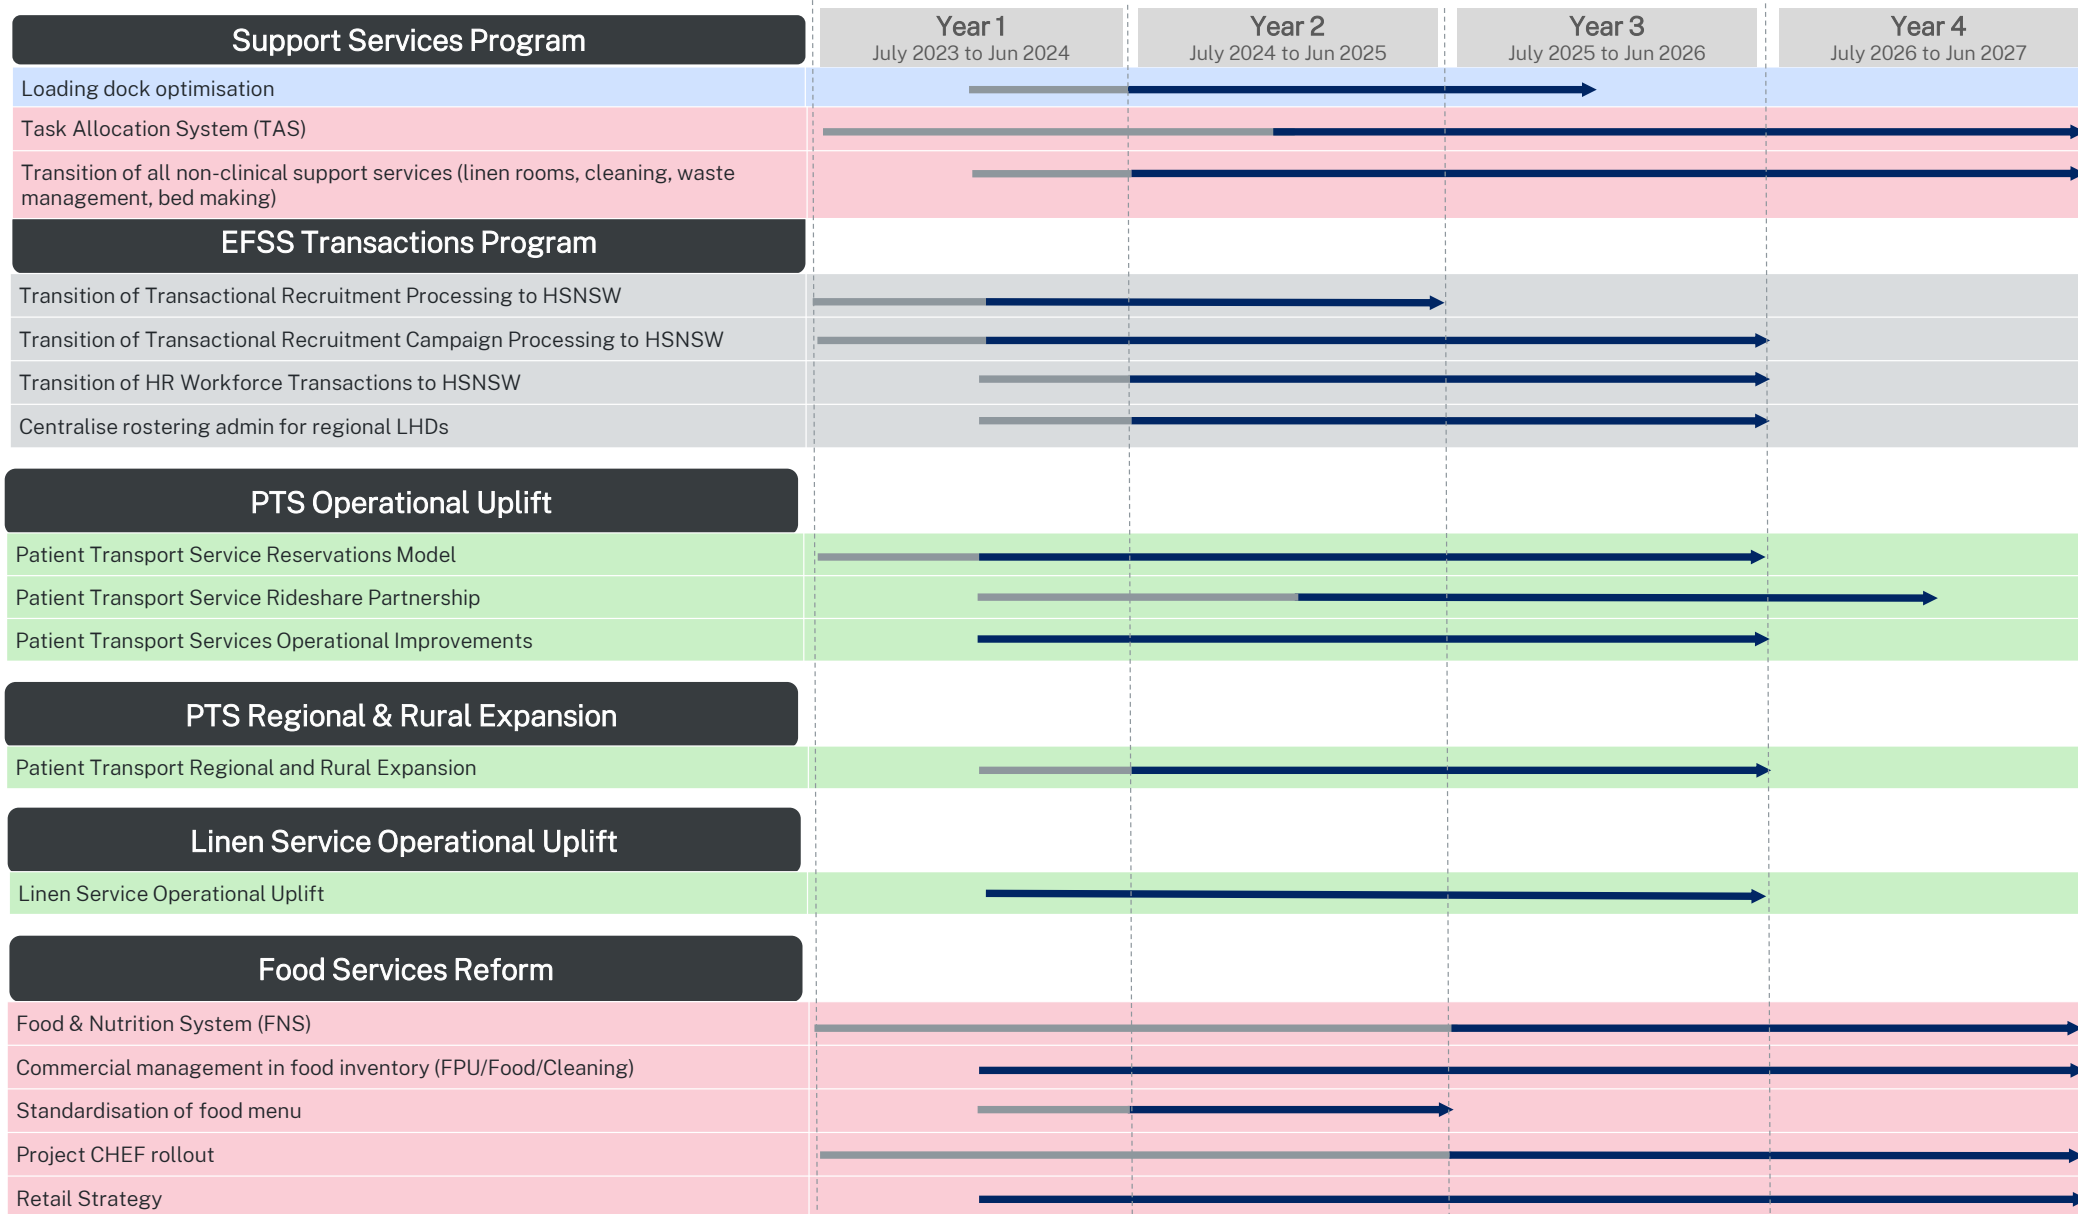 Support Services Program
Year 1
July 2023 to Jun 2024
Year 2
July 2024 to Jun 2025
Year 3
July 2025 to Jun 2026
Year 4
July 2026 to Jun 2027
Loading dock optimisation
Task Allocation System (TAS)
Transition of all non-clinical support services (linen rooms, cleaning, waste
management, bed making)
EFSS Transactions Program
Transition of Transactional Recruitment Processing to HSNSW
Transition of Transactional Recruitment Campaign Processing to HSNSW
Transition of HR Workforce Transactions to HSNSW
Centralise rostering admin for regional LHDs
PTS Operational Uplift
Patient Transport Service Reservations Model
Patient Transport Service Rideshare Partnership
Patient Transport Services Operational Improvements
PTS Regional & Rural Expansion
Patient Transport Regional and Rural Expansion
Linen Service Operational Uplift
Linen Service Operational Uplift
Food Services Reform
Food & Nutrition System (FNS)
Commercial management in food inventory (FPU/Food/Cleaning)
Standardisation of food menu
Project CHEF rollout
Retail Strategy